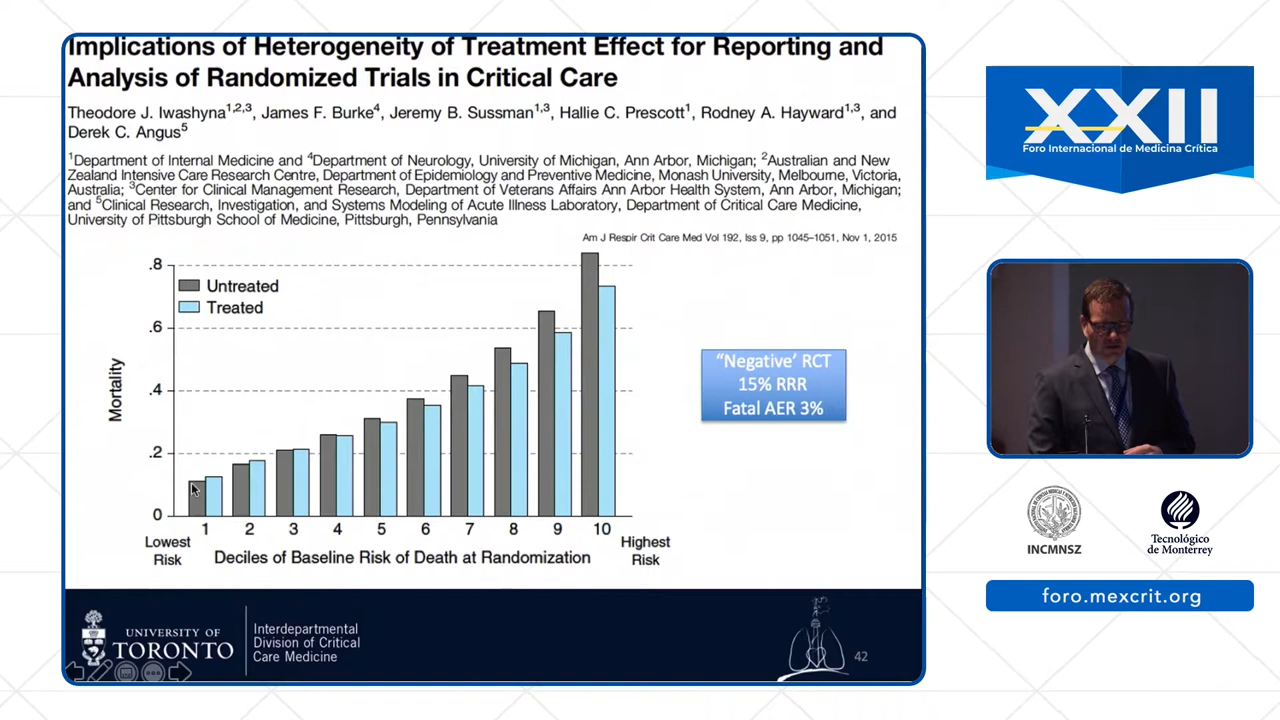 Implications of Heterogeneity of Treatment Effect for Reporting and
Analysis of Randomized Trials in Critical Care
Theodore J. Iwashyna1,2,3, James F. Burke4, Jeremy B. Sussman1,3, Hallie C. Prescott1, Rodney A. Hayward1,3, and
Derek C. Angus5
1Department of Internal Medicine and 4Department of Neurology, University of Michigan, Ann Arbor, Michigan; 2Australian and New
Zealand Intensive Care Research Centre, Department of Epidemiology and Preventive Medicine, Monash University, Melbourne, Victoria,
Australia; 3Center for Clinical Management Research, Department of Veterans Affairs Ann Arbor Health System, Ann Arbor, Michigan;
and 5Clinical Research, Investigation, and Systems Modeling of Acute Illness Laboratory, Department of Critical Care Medicine,
University of Pittsburgh School of Medicine, Pittsburgh, Pennsylvania
Am J Respir Crit Care Med Vol 192, Iss 9, pp 1045–1051, Nov 1, 2015
.8
.6
.4
.2
0
Mortality
Untreated
Treated
1 2 3 4 5 6 7 8 9 10
Lowest
Risk
Deciles of Baseline Risk of Death at Randomization
Highest
Risk
“Negative’ RCT
15% RRR
Fatal AER 3%
UNIVERSITY OF
TORONTO
Interdepartmental
Division of Critical
Care Medicine
42
XXII
Foro Internacional de Medicina Crítica
INCMNSZ
Tecnológico
de Monterrey
foro.mexcrit.org